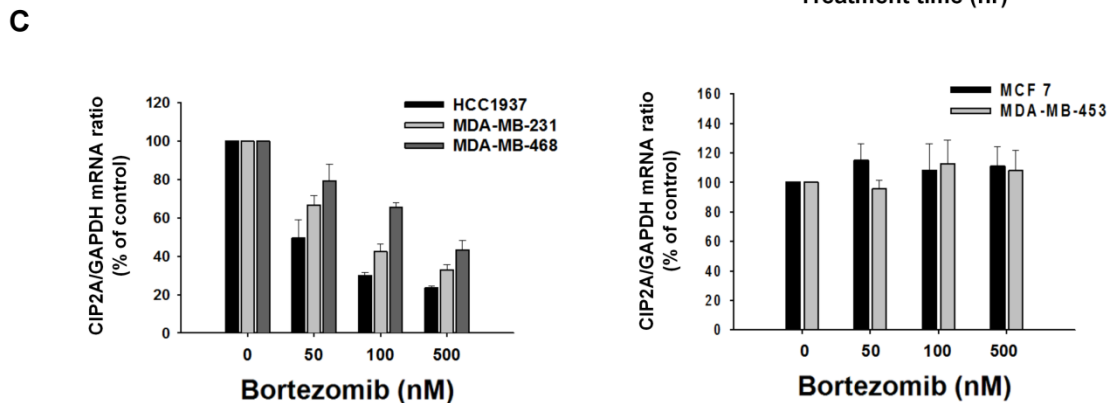 Treatment time (hr)
C
CIP2A/GAPDH mRNA ratio
(% of control)
120
100
80
60
40
20
0
HCC1937
MDA-MB-231
MDA-MB-468
0 50 100 500
Bortezomib (nM)
CIP2A/GAPDH mRNA ratio
(% of control)
160
140
120
100
80
60
40
20
0
MCF 7
MDA-MB-453
0 50 100 500
Bortezomib (nM)